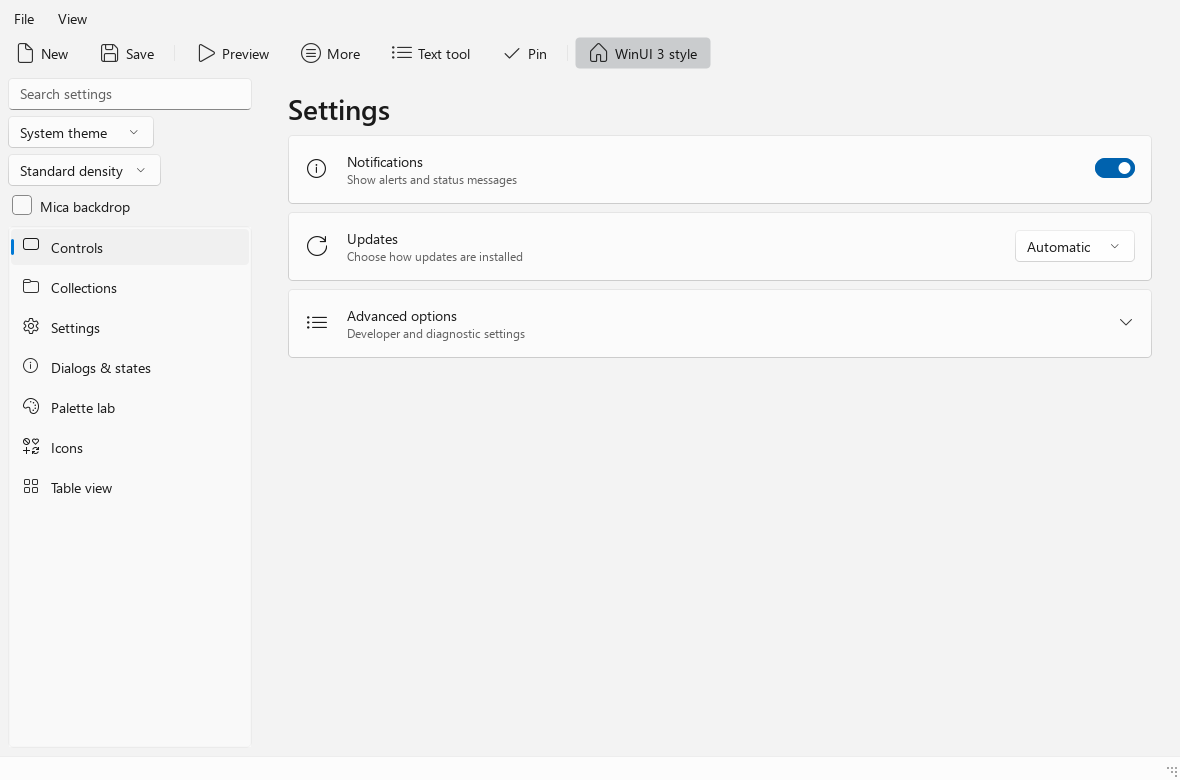 File View
New Save Preview More Text tool Pin WinUI 3 style
Search settings
System theme
Standard density
Mica backdrop
Controls
Collections
Settings
Dialogs & states
Palette lab
Icons
Table view
Settings
Notifications
Show alerts and status messages
Updates
Choose how updates are installed
Automatic
Advanced options
Developer and diagnostic settings